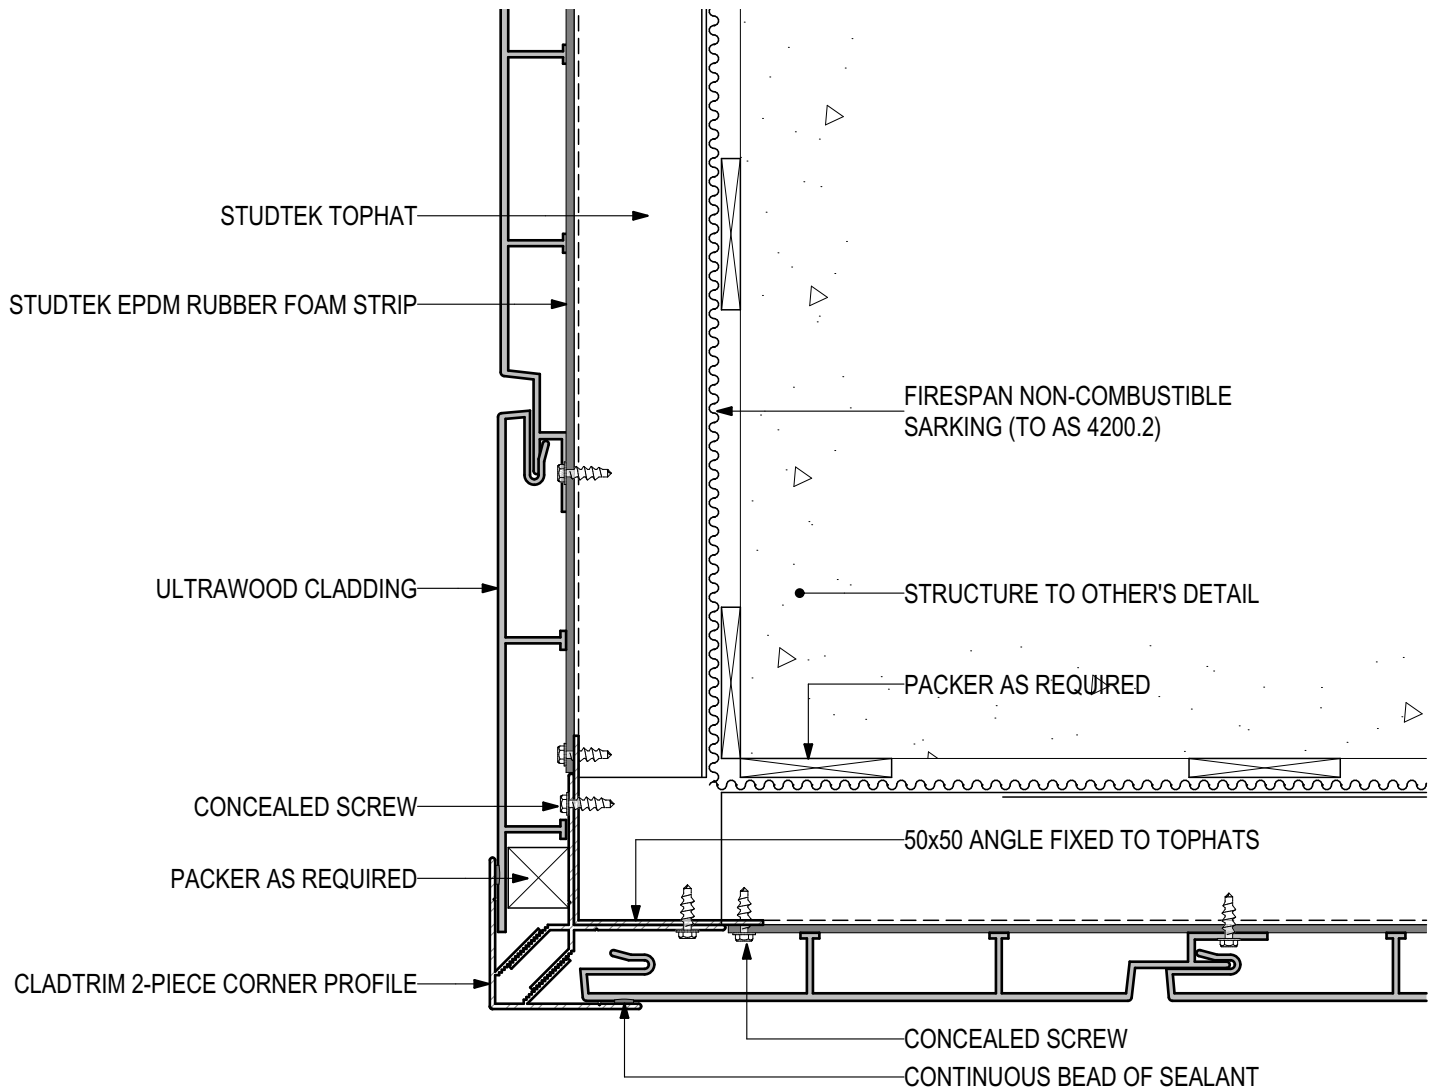 STUDTEK TOPHAT
STUDTEK EPDM RUBBER FOAM STRIP
FIRESPAN NON-COMBUSTIBLE
SARKING (TO AS 4200.2)
ULTRAWOOD CLADDING
STRUCTURE TO OTHER'S DETAIL
PACKER AS REQUIRED
CONCEALED SCREW
50x50 ANGLE FIXED TO TOPHATS
PACKER AS REQUIRED
CLADTRIM 2-PIECE CORNER PROFILE
CONCEALED SCREW
CONTINUOUS BEAD OF SEALANT